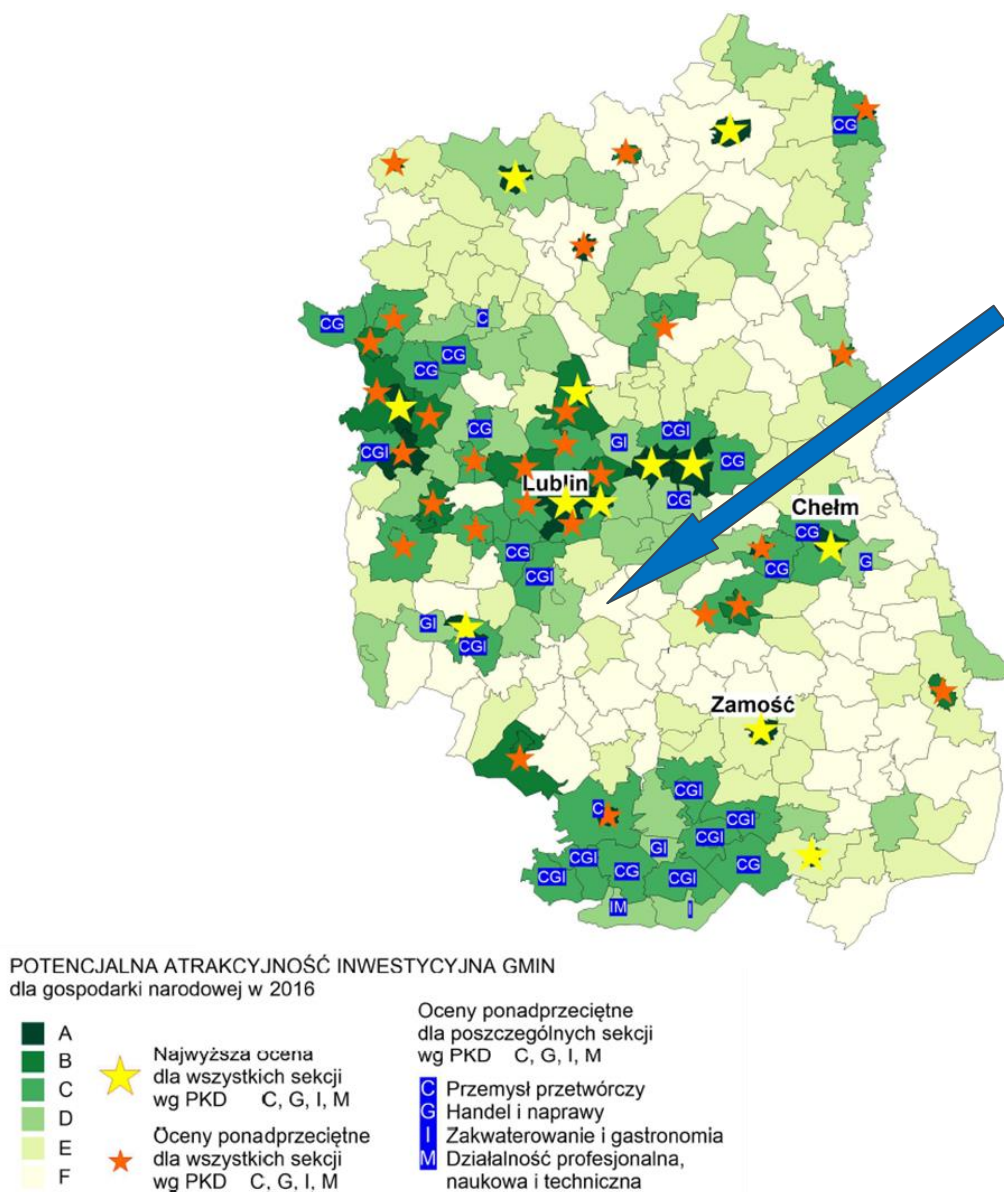 CG
C
CG
CG
CG
CG
GI
CGI
CGI
CG
Lublin
CG
Chełm
CG
CG
CG
G
CGI
GI
CGI
Zamość
CGI
C
CGI
CGI
GI
CGI
CG
CG
CGI
CGI
IM
I
POTENCJALNA ATRAKCYJNOŚĆ INWESTYCYJNA GMIN
dla gospodarki narodowej w 2016
A
B
C
D
E
F
Najwyższa ocena
dla wszystkich sekcji
wg PKD C, G, I, M
Oceny ponadprzeciętne
dla wszystkich sekcji
wg PKD C, G, I, M
Oceny ponadprzeciętne
dla poszczególnych sekcji
wg PKD C, G, I, M
C Przemysł przetwórczy
G Handel i naprawy
I Zakwaterowanie i gastronomia
M Działalność profesjonalna,
naukowa i techniczna